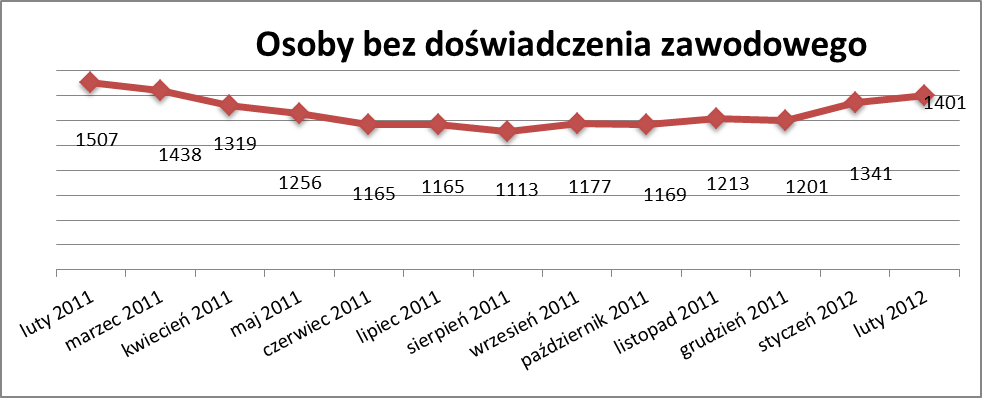 Osoby bez doświadczenia zawodowego
1507
1438
1319
1256
1165
1165
1113
1177
1169
1213
1201
1341
1401
luty 2011
marzec 2011
kwiecień 2011
maj 2011
czerwiec 2011
lipiec 2011
sierpień 2011
wrzesień 2011
październik 2011
listopad 2011
grudzień 2011
styczeń 2012
luty 2012